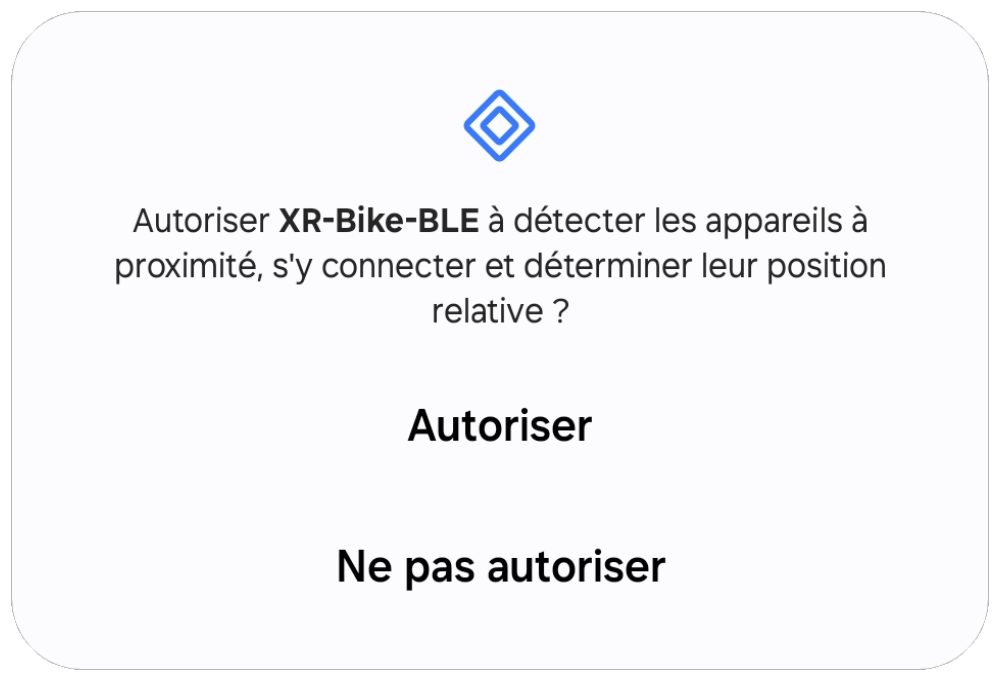 Autoriser XR-Bike-BLE à détecter les appareils à
proximité, s'y connecter et déterminer leur position
relative ?
Autoriser
Ne pas autoriser